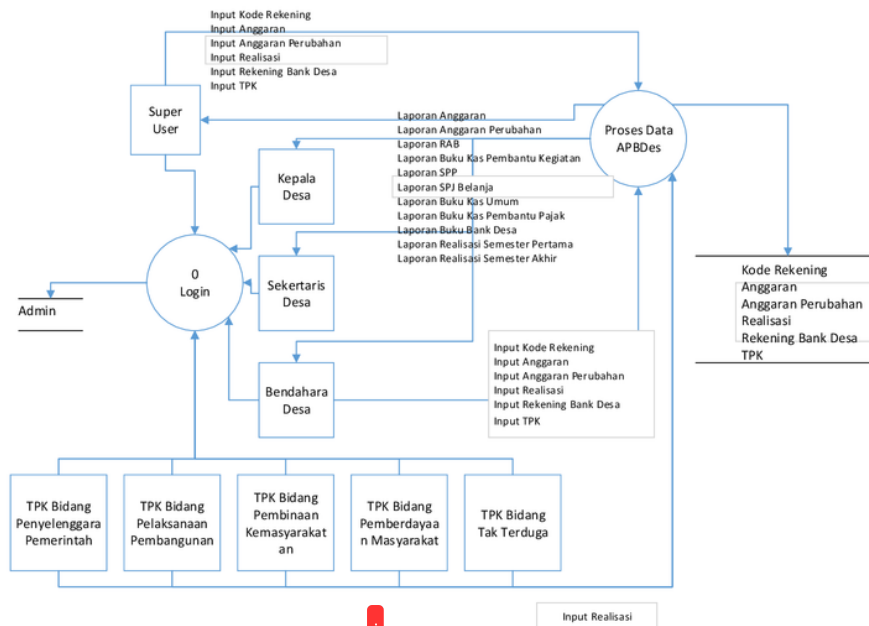 Input Kode Rekening
Input Anggaran
Input Anggaran Perubahan
Input Realisasi
Input Rekening Bank Desa
Input TPK
Super
User
Laporan Anggaran
Laporan Anggaran Perubahan
Laporan RAB
Laporan Buku Kas Pembantu Kegiatan
Laporan SPP
Laporan SPJ Belanja
Laporan Buku Kas Umum
Laporan Buku Kas Pembantu Pajak
Laporan Buku Bank Desa
Laporan Realisasi Semester Pertama
Laporan Realisasi Semester Akhir
Proses Data
APBDes
Kepala
Desa
0
Login
Sekertaris
Desa
Admin
Kode Rekening
Anggaran
Anggaran Perubahan
Realisasi
Rekening Bank Desa
TPK
Bendahara
Desa
Input Kode Rekening
Input Anggaran
Input Anggaran Perubahan
Input Realisasi
Input Rekening Bank Desa
Input TPK
TPK Bidang
Penyelenggara
Pemerintah
TPK Bidang
Pelaksanaan
Pembangunan
TPK Bidang
Pembinaan
Kemasyarakat
an
TPK Bidang
Pemberdayaa
n Masyarakat
TPK Bidang
Tak Terduga
Input Realisasi